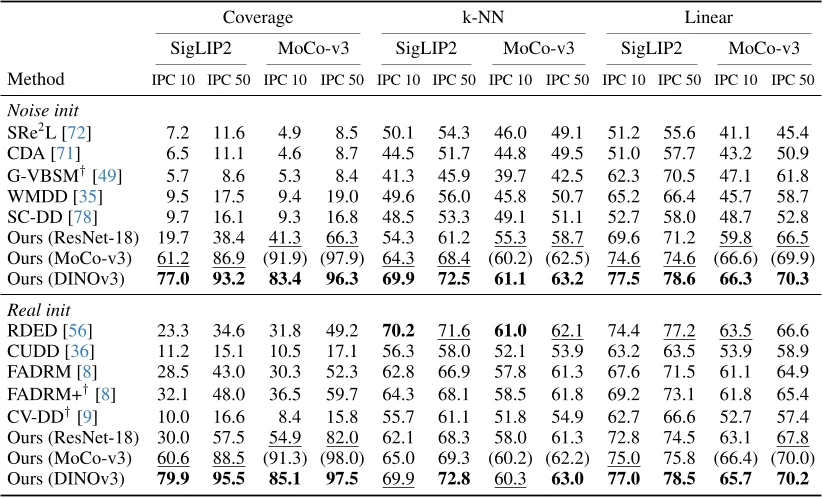 Coverage k-NN Linear
SigLIP2 MoCo-v3 SigLIP2 MoCo-v3 SigLIP2 MoCo-v3
Method IPC 10 IPC 50 IPC 10 IPC 50 IPC 10 IPC 50 IPC 10 IPC 50 IPC 10 IPC 50 IPC 10 IPC 50
Noise init
SRe²L [72] 7.2 11.6 4.9 8.5 50.1 54.3 46.0 49.1 51.2 55.6 41.1 45.4
CDA [71] 6.5 11.1 4.6 8.7 44.5 51.7 44.8 49.5 51.0 57.7 43.2 50.9
G-VBSM† [49] 5.7 8.6 5.3 8.4 41.3 45.9 39.7 42.5 62.3 70.5 47.1 61.8
WMDD [35] 9.5 17.5 9.4 19.0 49.6 56.0 45.8 50.7 65.2 66.4 45.7 58.7
SC-DD [78] 9.7 16.1 9.3 16.8 48.5 53.3 49.1 51.1 52.7 58.0 48.7 52.8
Ours (ResNet-18) 19.7 38.4 41.3 66.3 54.3 61.2 55.3 58.7 69.6 71.2 59.8 66.5
Ours (MoCo-v3) 61.2 86.9 (91.9) (97.9) 64.3 68.4 (60.2) (62.5) 74.6 74.6 (66.6) (69.9)
Ours (DINOv3) 77.0 93.2 83.4 96.3 69.9 72.5 61.1 63.2 77.5 78.6 66.3 70.3
Real init
RDED [56] 23.3 34.6 31.8 49.2 70.2 71.6 61.0 62.1 74.4 77.2 63.5 66.6
CUDD [36] 11.2 15.1 10.5 17.1 56.3 58.0 52.1 53.9 63.2 63.5 53.9 58.9
FADRM [8] 28.5 43.0 30.3 52.3 62.8 66.9 57.8 61.3 67.6 71.5 61.1 64.9
FADRM+† [8] 32.1 48.0 36.5 59.7 64.3 68.1 58.5 61.8 69.2 73.1 61.8 65.4
CV-DD† [9] 10.0 16.6 8.4 15.8 55.7 61.1 51.8 54.9 62.7 66.6 52.7 57.4
Ours (ResNet-18) 30.0 57.5 54.9 82.0 62.1 68.3 58.0 61.3 72.8 74.5 63.1 67.8
Ours (MoCo-v3) 60.6 88.5 (91.3) (98.0) 65.0 69.3 (60.2) (62.2) 75.0 75.8 (66.4) (70.0)
Ours (DINOv3) 79.9 95.5 85.1 97.5 69.9 72.8 60.3 63.0 77.0 78.5 65.7 70.2